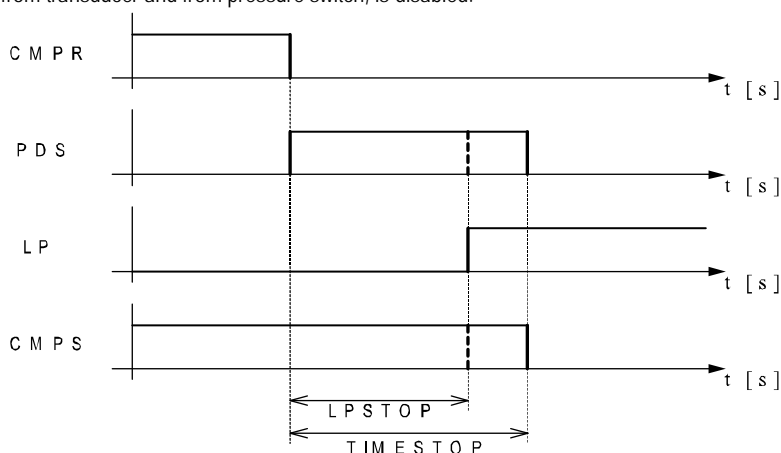 from transducer and from pressure switch, is disabled.
CMPR
t [s]
PDS
t [s]
LP
t [s]
CMPS
t [s]
LPSTOP
TIMESTOP